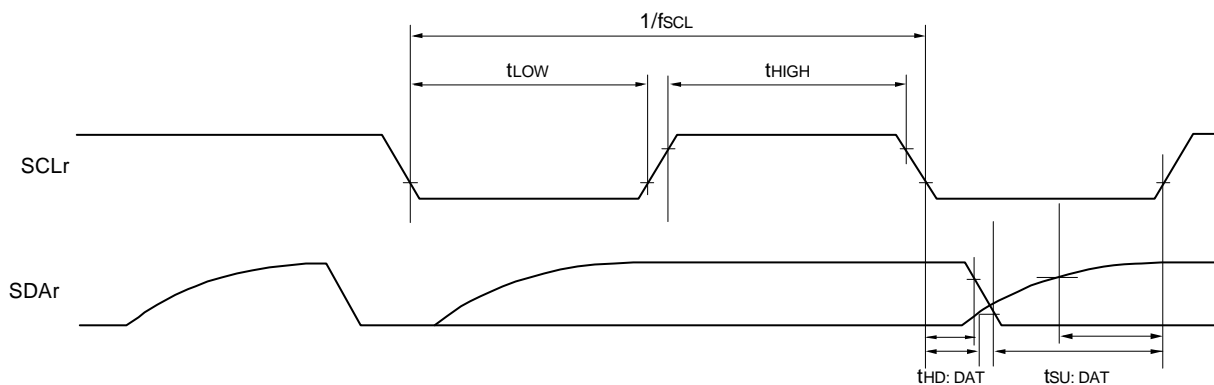 1/fSCL
tLOW
tHIGH
SCLr
SDAr
tHD: DAT
tSU: DAT